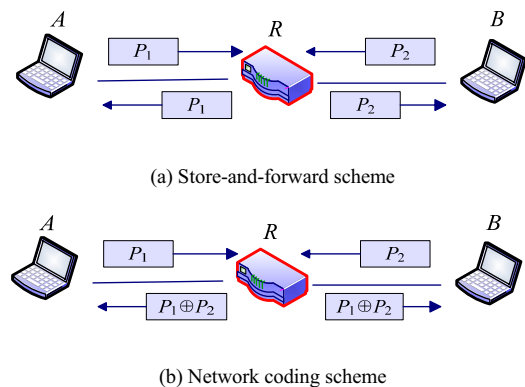 A R B
P₁ P₂
P₁ P₂
(a) Store-and-forward scheme
A R B
P₁ P₂
P₁⊕P₂ P₁⊕P₂
(b) Network coding scheme